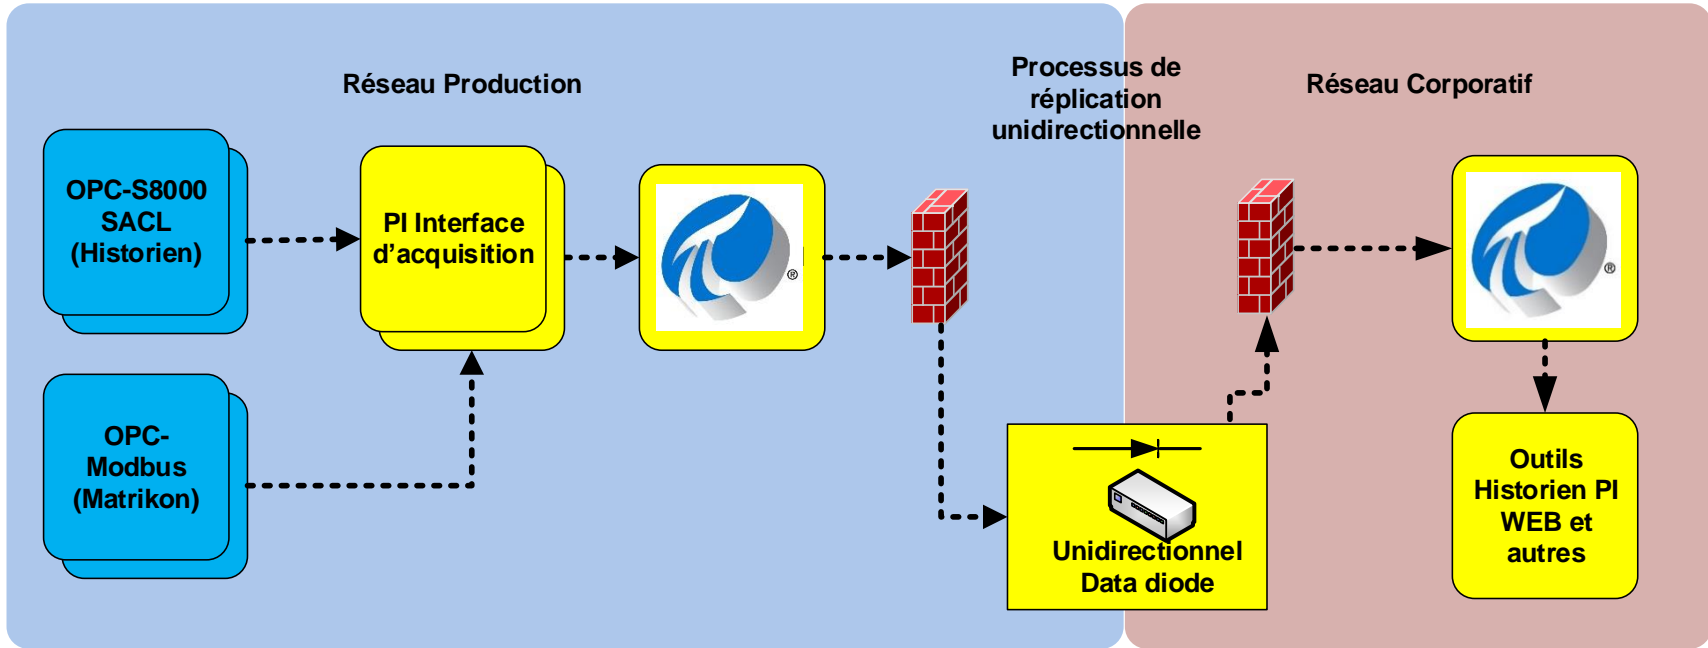 Réseau Production
Processus de
réplication
unidirectionnelle
Réseau Corporatif
OPC-S8000
SACL
(Historien)
PI Interface
d’acquisition
®
®
OPC-
Modbus
(Matrikon)
Unidirectionnel
Data diode
Outils
Historien PI
WEB et
autres